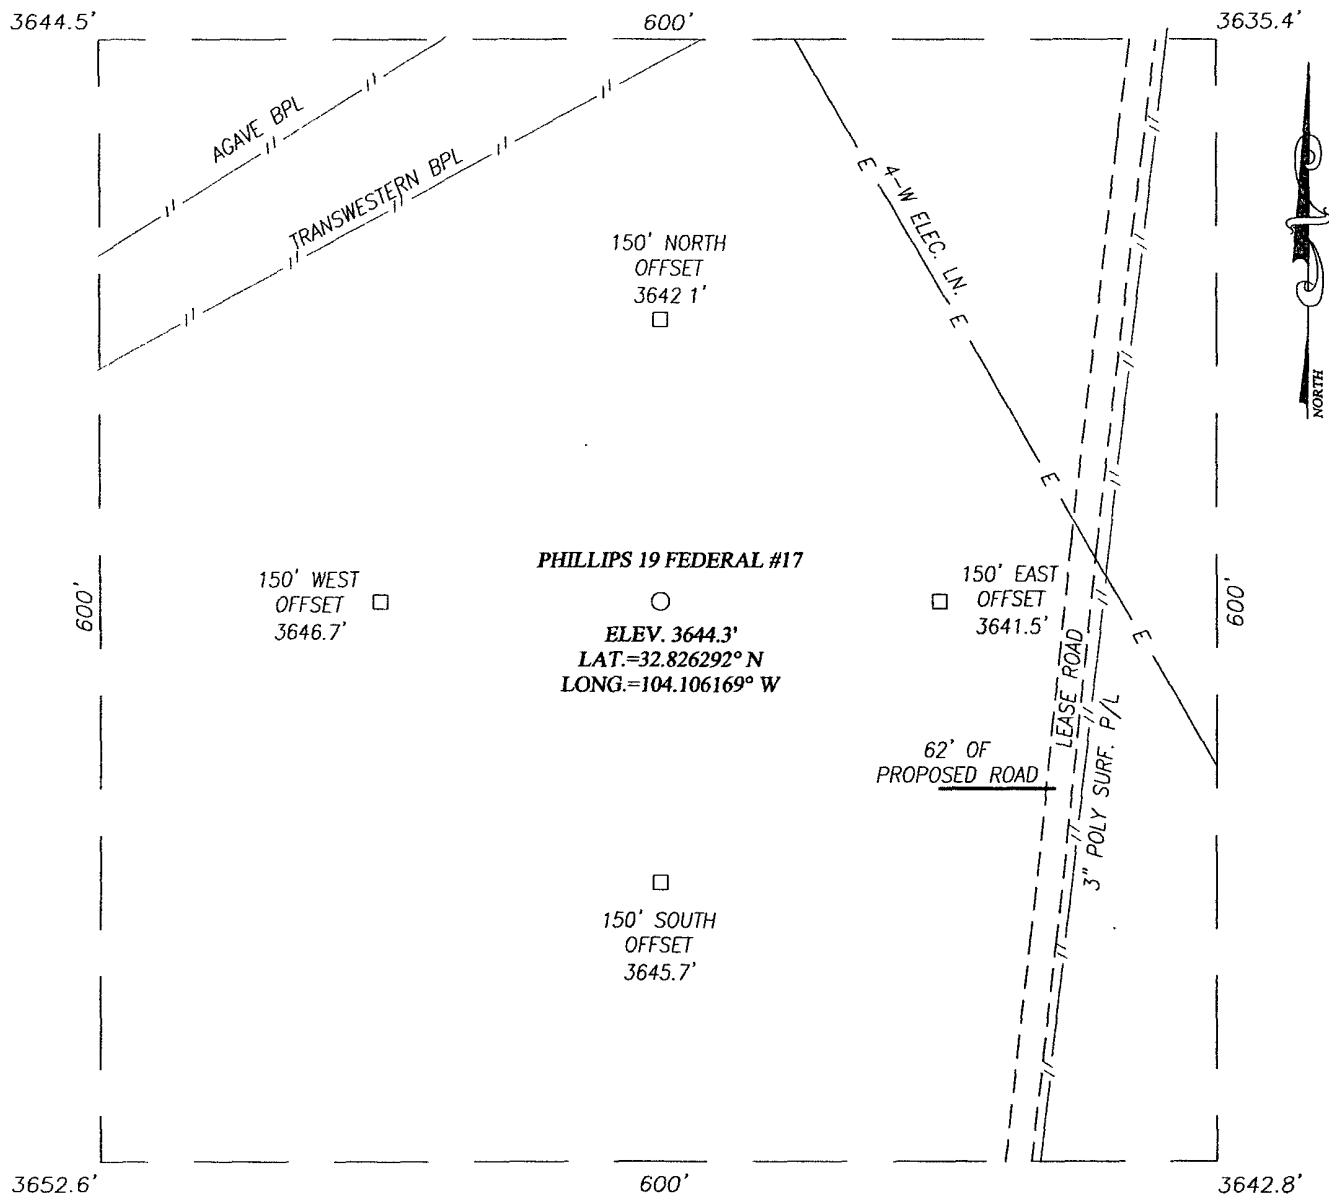 3644.5'
600'
3635.4'
AGAVE BPL
TRANSWESTERN BPL
150' NORTH
OFFSET
3642 1'
E
4-W ELEC. LN.
E
NORTH
E
600'
150' WEST
OFFSET
3646.7'
PHILLIPS 19 FEDERAL #17
ELEV. 3644.3'
LAT.=32.826292° N
LONG.=104.106169° W
150' EAST
OFFSET
3641.5'
E
600'
LEASE ROAD
3" POLY SURF. P/L
62' OF
PROPOSED ROAD
150' SOUTH
OFFSET
3645.7'
3652.6'
600'
3642.8'